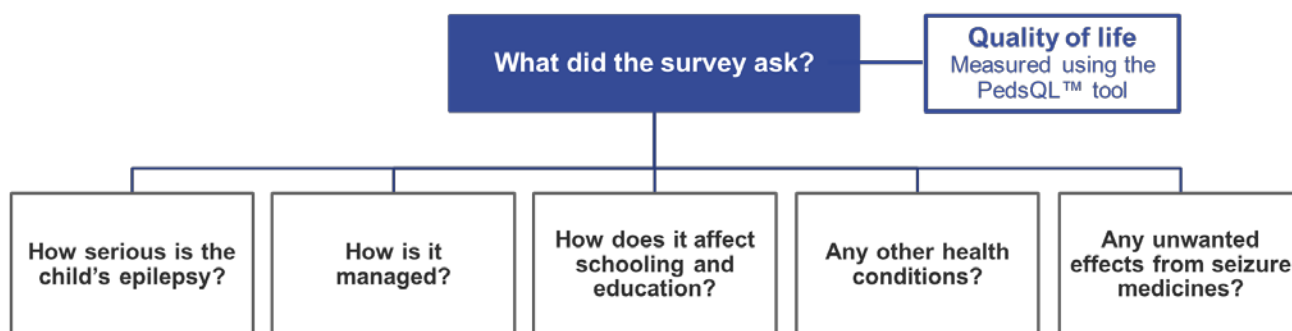 What did the survey ask?
Quality of life
Measured using the
PedsQL™ tool
How serious is the
child's epilepsy?
How is it
managed?
How does it affect
schooling and
education?
Any other health
conditions?
Any unwanted
effects from seizure
medicines?